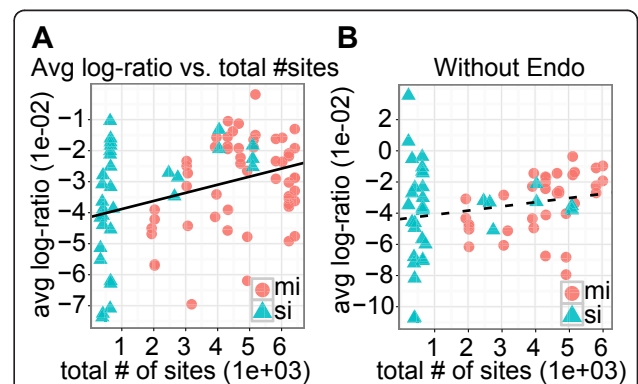 A
Avg log-ratio vs. total #sites
avg log-ratio (1e-02)
−1
−2
−3
−4
−5
−6
−7
mi
si
1 2 3 4 5 6
total # of sites (1e+03)
B
Without Endo
avg log-ratio (1e-02)
2
0
−2
−4
−6
−8
−10
mi
si
1 2 3 4 5 6
total # of sites (1e+03)